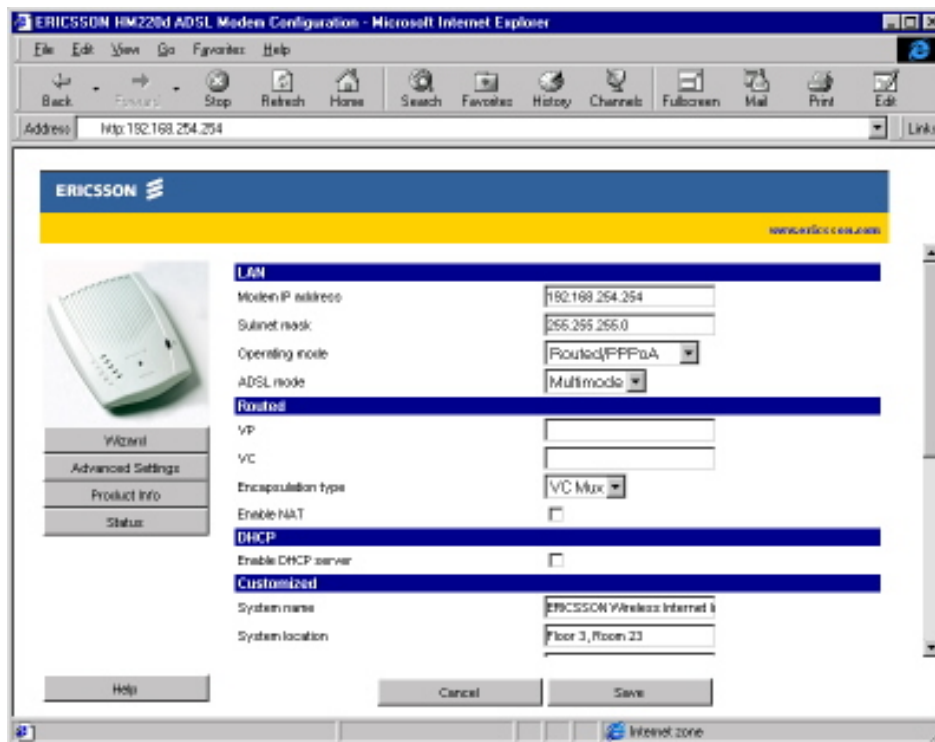 ERICSSON HM220d ADSL Modem Configuration - Microsoft Internet Explorer
File Edit View Go Favorites Help
Back Forward Stop Refresh Home Search Favorites History Channels Fullscreen Mail Print Edit
Address http:192.168.254.254 Links
ERICSSON
www.ericsson.com
LAN
Modem IP address 192.168.254.254
Subnet mask 255.255.255.0
Operating mode Routed/PPPoA
ADSL mode Multimode
Routed
VP
VC
Encapsulation type VC Mux
Enable NAT
DHCP
Enable DHCP server
Customized
System name ERICSSON Wireless Internet I
System location Floor 3, Room 23
Wizard
Advanced Settings
Product Info
Status
Help
Cancel Save
Internet zone